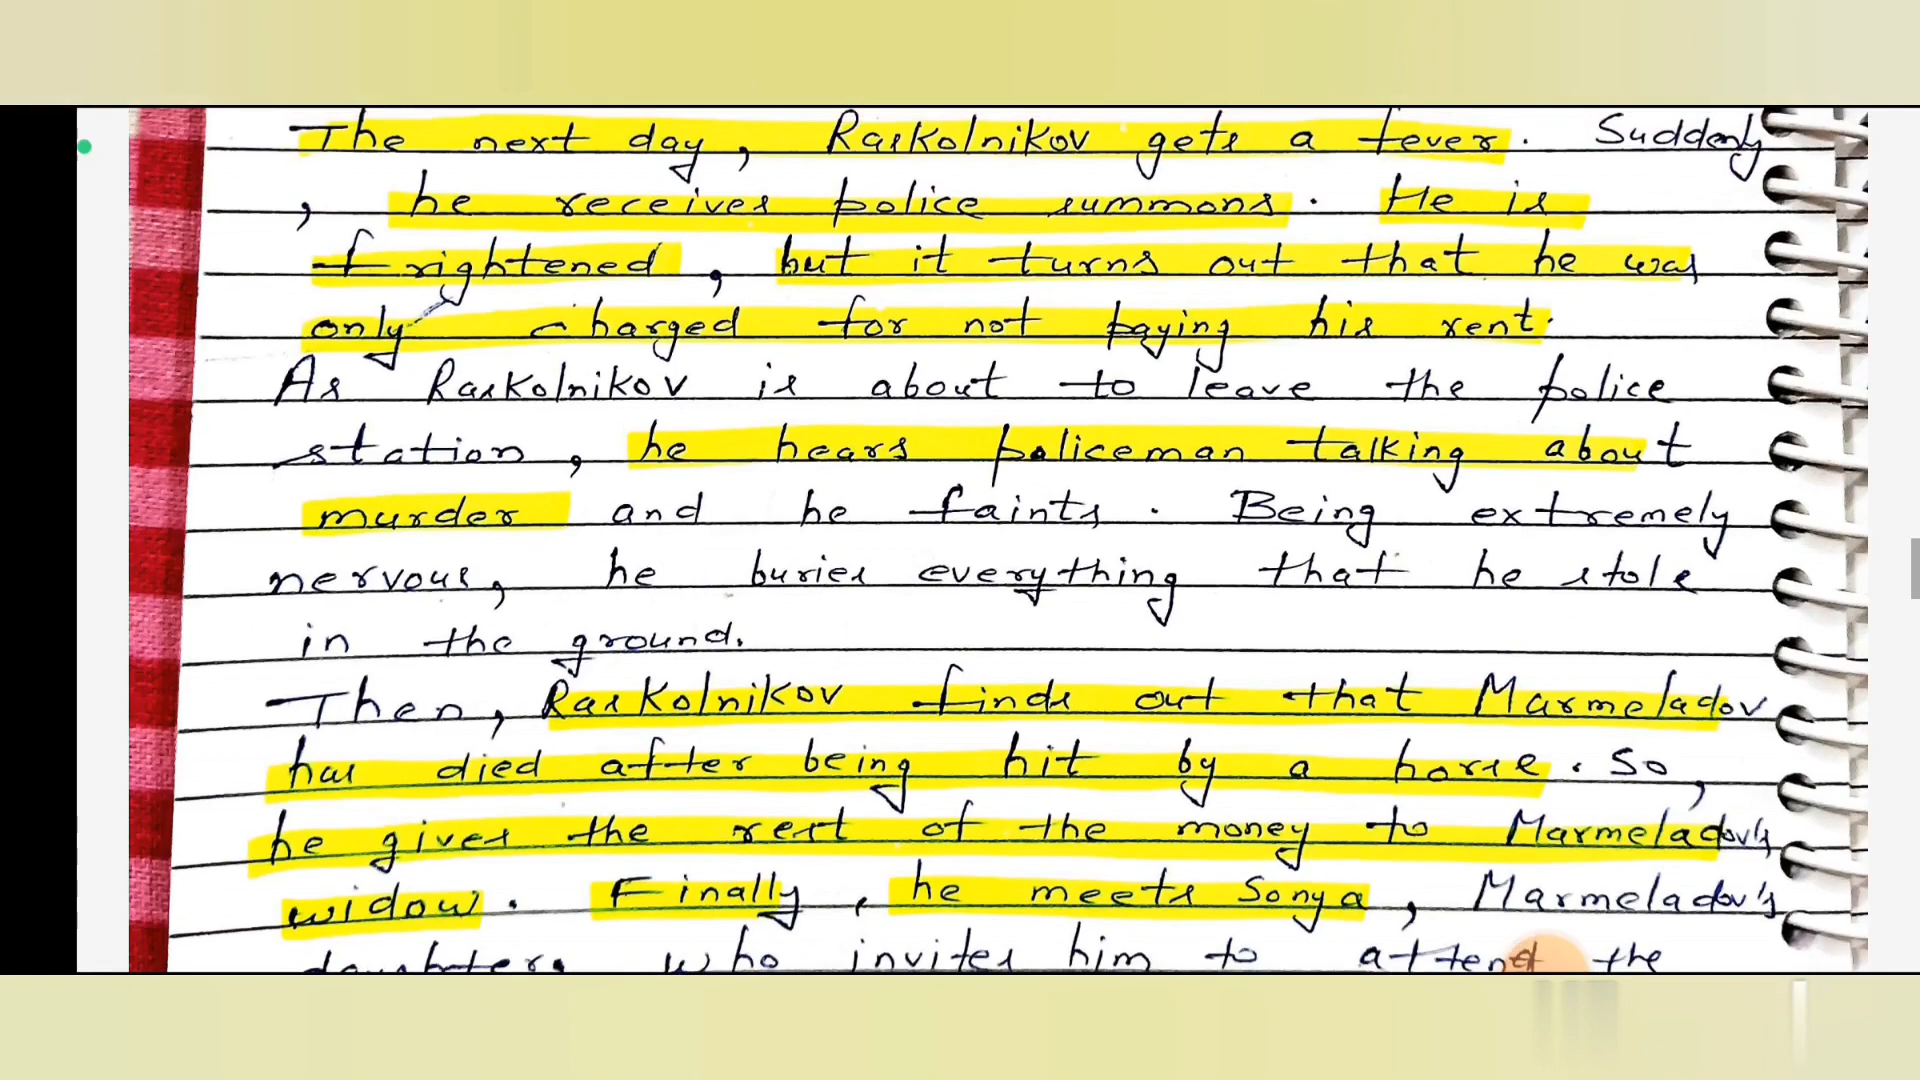 The next day, Raskolnikov gets a fever. Suddenly
, he receives police summons. He is
frightened, but it turns out that he was
only charged for not paying his rent.
As Raskolnikov is about to leave the police
station, he hears policeman talking about
murder and he faints. Being extremely
nervous, he buries everything that he stole
in the ground.
Then, Raskolnikov finds out that Marmeladov
has died after being hit by a horse. So,
he gives the rest of the money to Marmeladov's
widow. Finally, he meets Sonya, Marmeladov's
daughter, who invites him to attend the